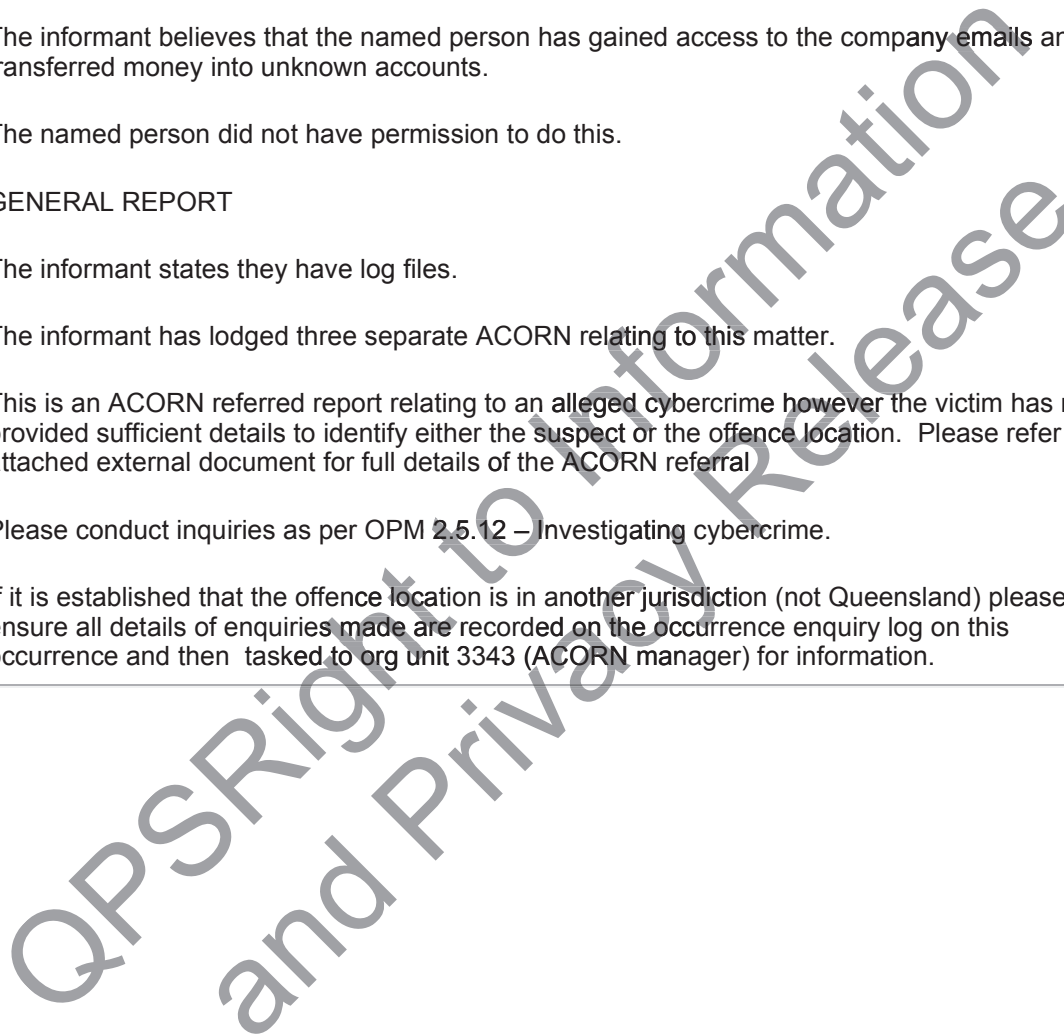 The informant believes that the named person has gained access to the company emails an
transferred money into unknown accounts.
The named person did not have permission to do this.
GENERAL REPORT
The informant states they have log files.
The informant has lodged three separate ACORN relating to this matter.
This is an ACORN referred report relating to an alleged cybercrime however the victim has n
provided sufficient details to identify either the suspect or the offence location.  Please refer
attached external document for full details of the ACORN referral
Please conduct inquiries as per OPM 2.5.12 – Investigating cybercrime.
If it is established that the offence location is in another jurisdiction (not Queensland) please
ensure all details of enquiries made are recorded on the occurrence enquiry log on this
occurrence and then  tasked to org unit 3343 (ACORN manager) for information.
QPSRight to Information
and Privacy Release